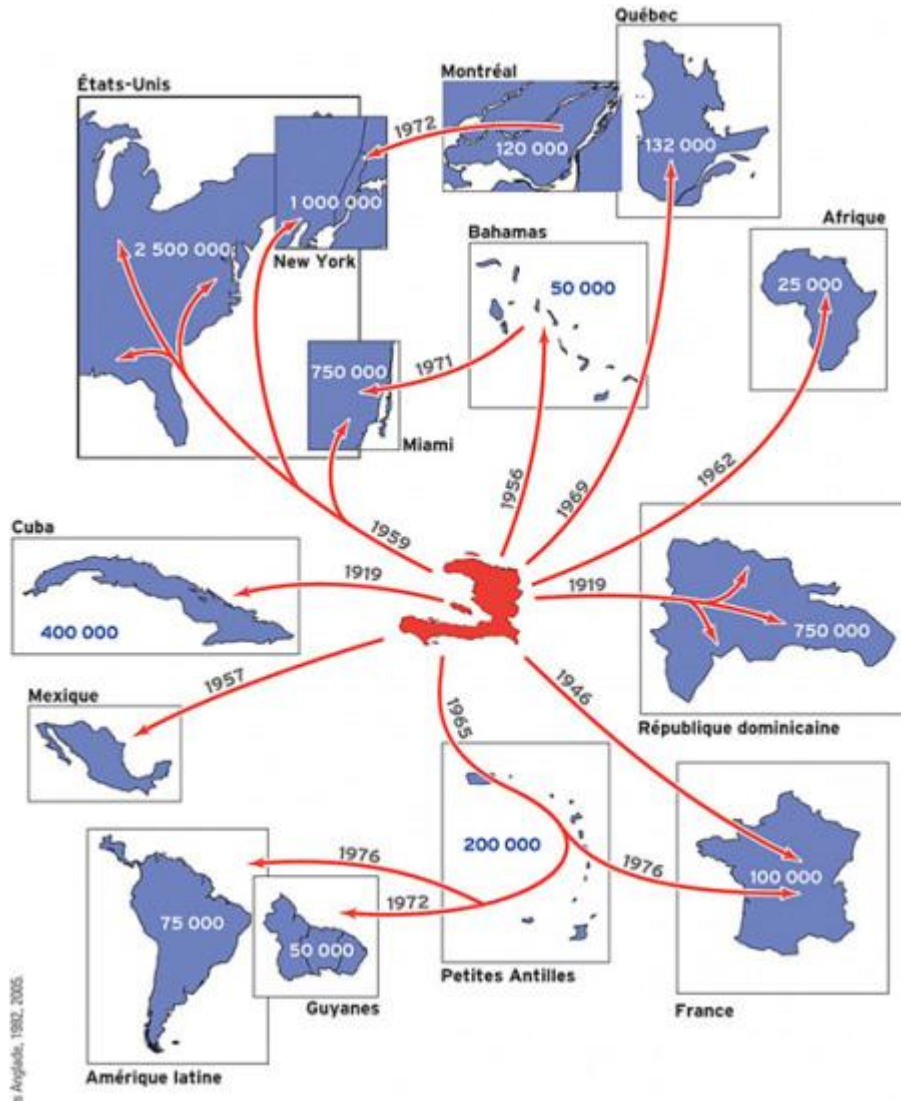 Québec
Montréal
États-Unis
1972
120 000
132 000
1 000 000
Afrique
2 500 000
Bahamas
New York
25 000
50 000
750 000
1971
Miami
1956
1969
1962
1959
Cuba
1919
1919
400 000
750 000
1957
1946
Mexique
1965
République dominicaine
200 000
1976
1976
100 000
75 000
1972
50 000
Petites Antilles
Guyanes
France
Amérique latine
s Anglade, 1982, 2005.